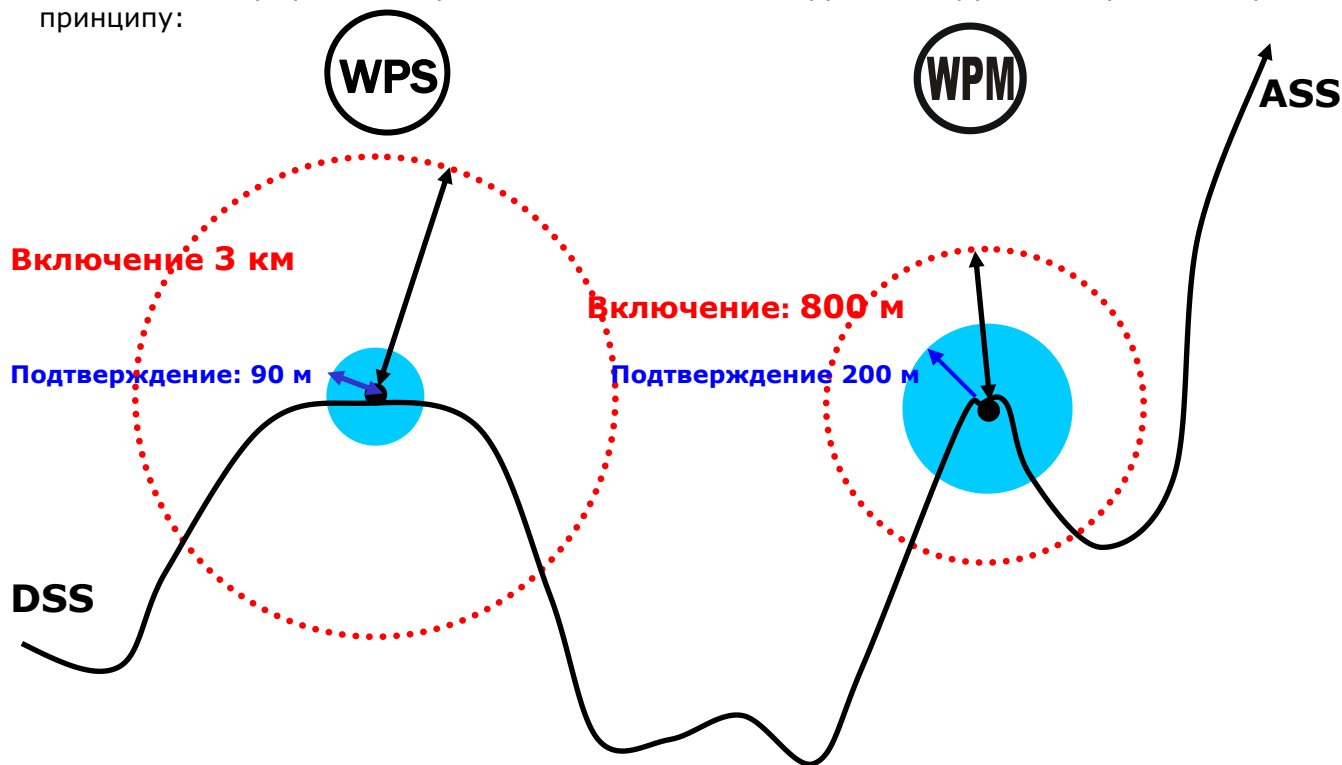 принципу:
WPS
WPM
ASS
Включение 3 км
Включение: 800 м
Подтверждение: 90 м
Подтверждение 200 м
DSS